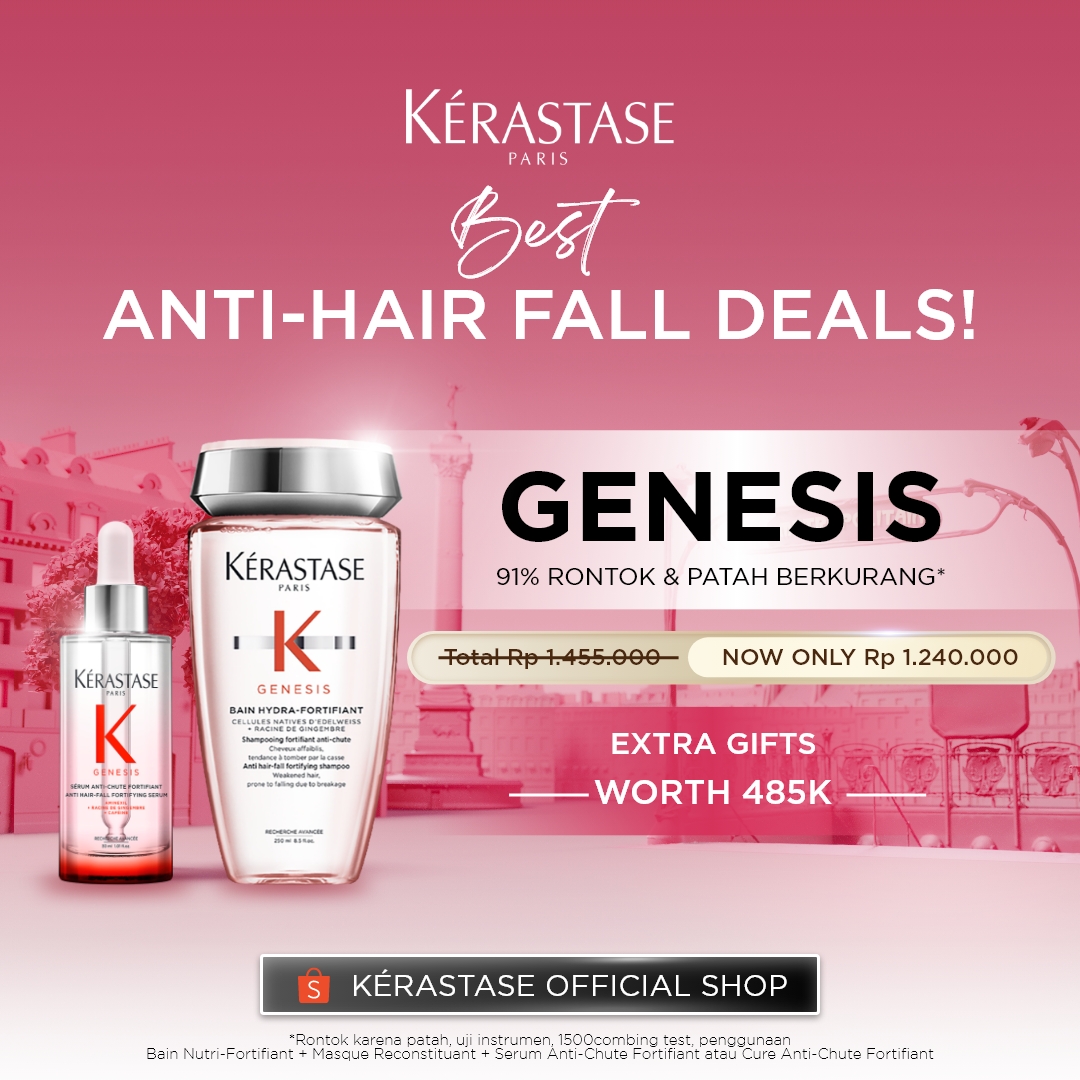 KÉRASTASE
PARIS
Best
ANTI-HAIR FALL DEALS!
GENESIS
91% RONTOK & PATAH BERKURANG*
Total Rp 1.455.000
NOW ONLY Rp 1.240.000
EXTRA GIFTS
WORTH 485K
KÉRASTASE
PARIS
K
GENESIS
BAIN HYDRA-FORTIFIANT
CELLULES NATIVES D'EDELWEISS
+ RACINE DE GINGEMBRE
Shampooing fortifiant anti-chute
Cheveux affaiblis,
tendance à tomber par la casse
Anti hair-fall fortifying shampoo
Weakened hair,
prone to falling due to breakage
RECHERCHE AVANCÉE
250 ml 8.5 fl.oz.
KÉRASTASE
PARIS
K
GENESIS
SÉRUM ANTI-CHUTE FORTIFIANT
ANTI HAIR-FALL FORTIFYING SERUM
AMINEXIL
+ RACINE DE GINGEMBRE
+ CAFEINE
RECHERCHE AVANCÉE
S
KÉRASTASE OFFICIAL SHOP
*Rontok karena patah, uji instrumen, 1500combing test, penggunaan
Bain Nutri-Fortifiant + Masque Reconstituant + Serum Anti-Chute Fortifiant atau Cure Anti-Chute Fortifiant